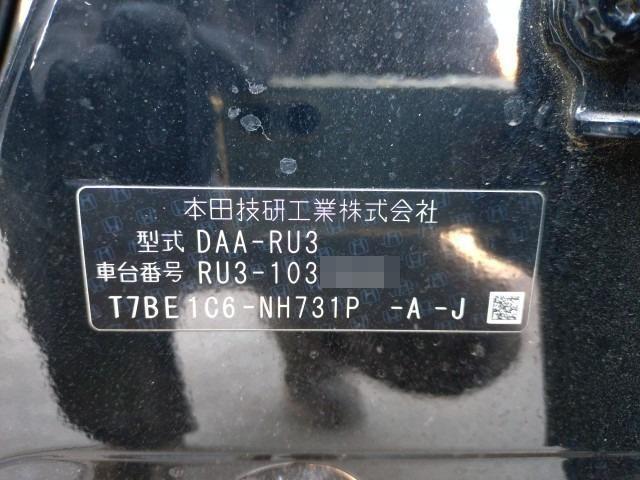 本田技研工業株式会社
型式 DAA-RU3
車台番号 RU3-103
T7BE1C6-NH731P -A -J